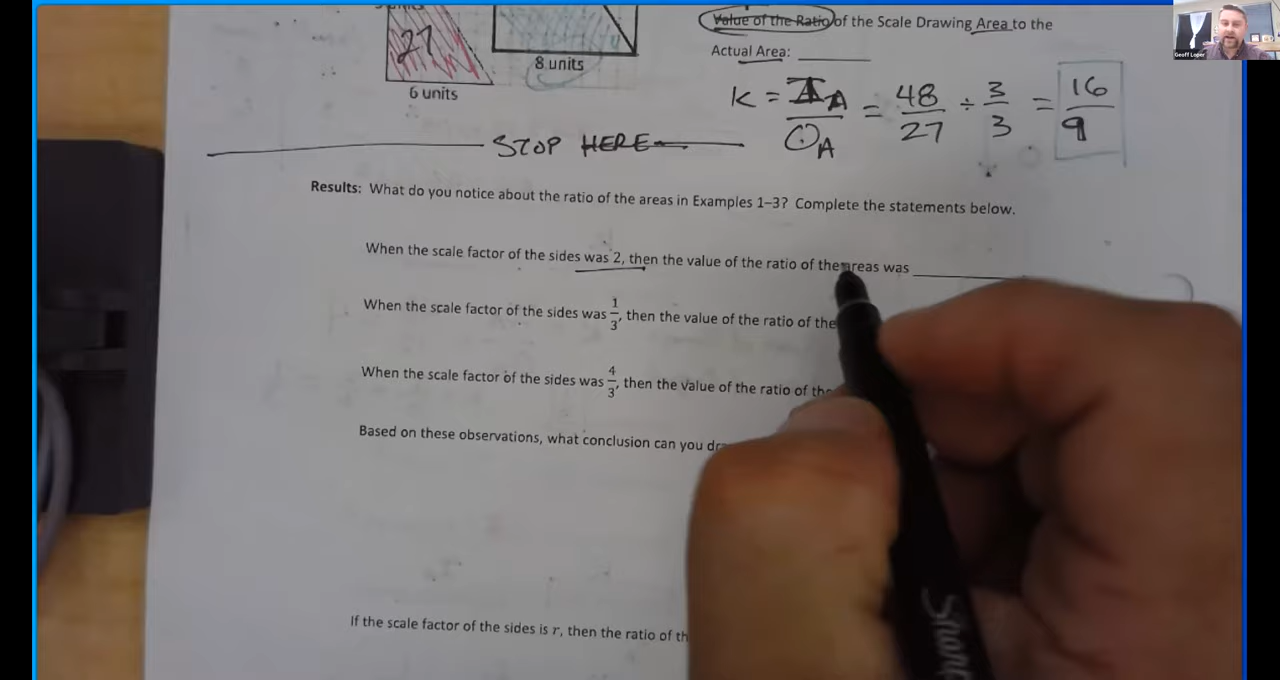 Value of the Ratio of the Scale Drawing Area to the
Actual Area: ________
27
8 units
6 units
K = I_A / O_A = 48/27 ÷ 3/3 = 16/9
STOP HERE
Results: What do you notice about the ratio of the areas in Examples 1–3? Complete the statements below.
When the scale factor of the sides was 2, then the value of the ratio of the areas was
When the scale factor of the sides was 1/3, then the value of the ratio of the
When the scale factor of the sides was 4/3, then the value of the ratio of the
Based on these observations, what conclusion can you
If the scale factor of the sides is r, then the ratio of
Geoff Loper